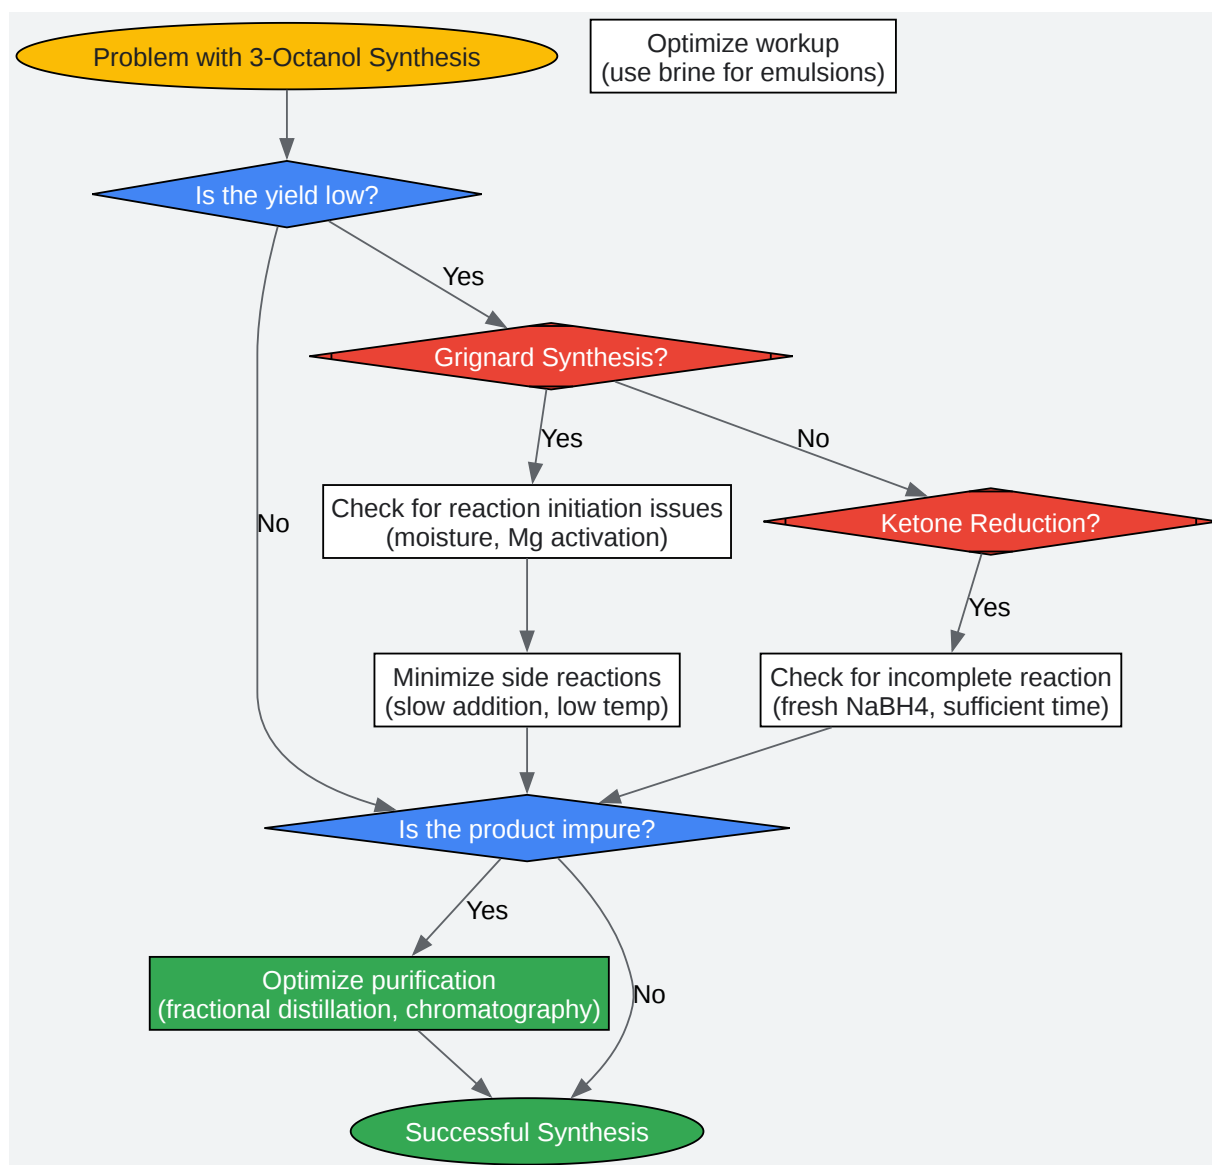 Problem with 3-Octanol Synthesis
Optimize workup
(use brine for emulsions)
Is the yield low?
Yes
Grignard Synthesis?
Yes
No
No
Check for reaction initiation issues
(moisture, Mg activation)
Ketone Reduction?
Yes
Minimize side reactions
(slow addition, low temp)
Check for incomplete reaction
(fresh NaBH4, sufficient time)
Is the product impure?
Yes
Optimize purification
(fractional distillation, chromatography)
No
Successful Synthesis